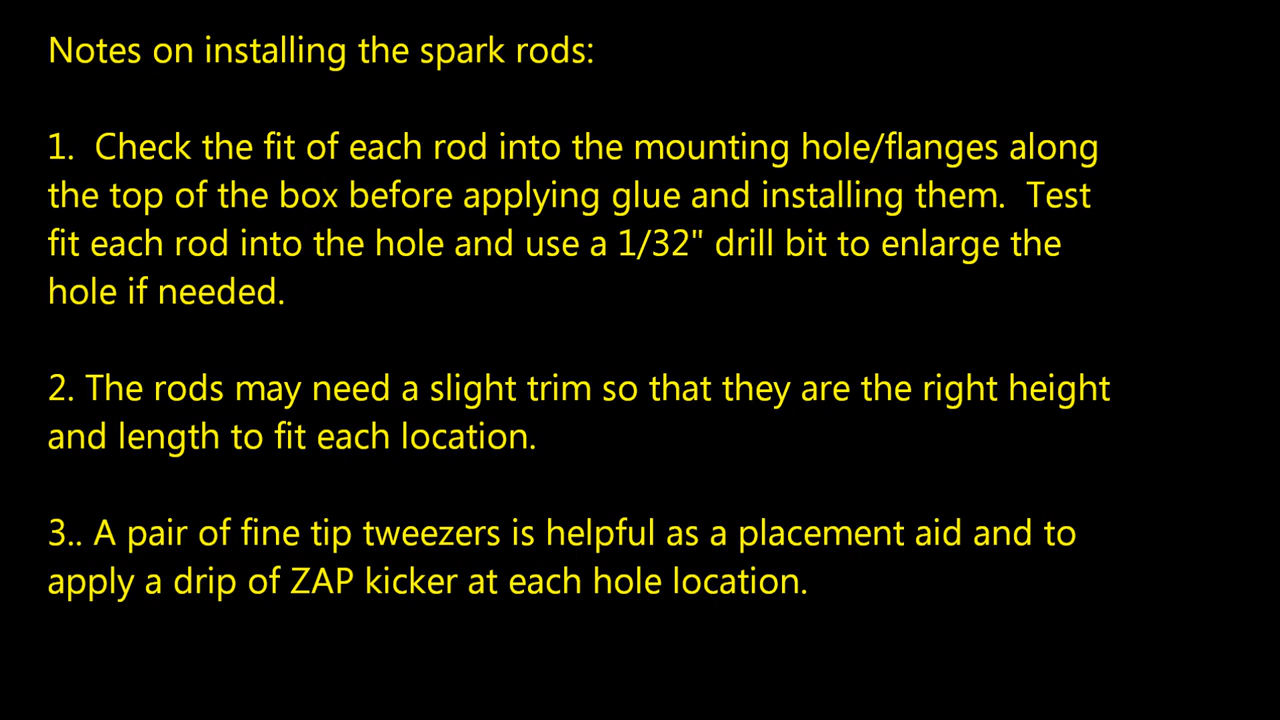 Notes on installing the spark rods:
1.  Check the fit of each rod into the mounting hole/flanges along
the top of the box before applying glue and installing them.  Test
fit each rod into the hole and use a 1/32" drill bit to enlarge the
hole if needed.
2. The rods may need a slight trim so that they are the right height
and length to fit each location.
3.. A pair of fine tip tweezers is helpful as a placement aid and to
apply a drip of ZAP kicker at each hole location.